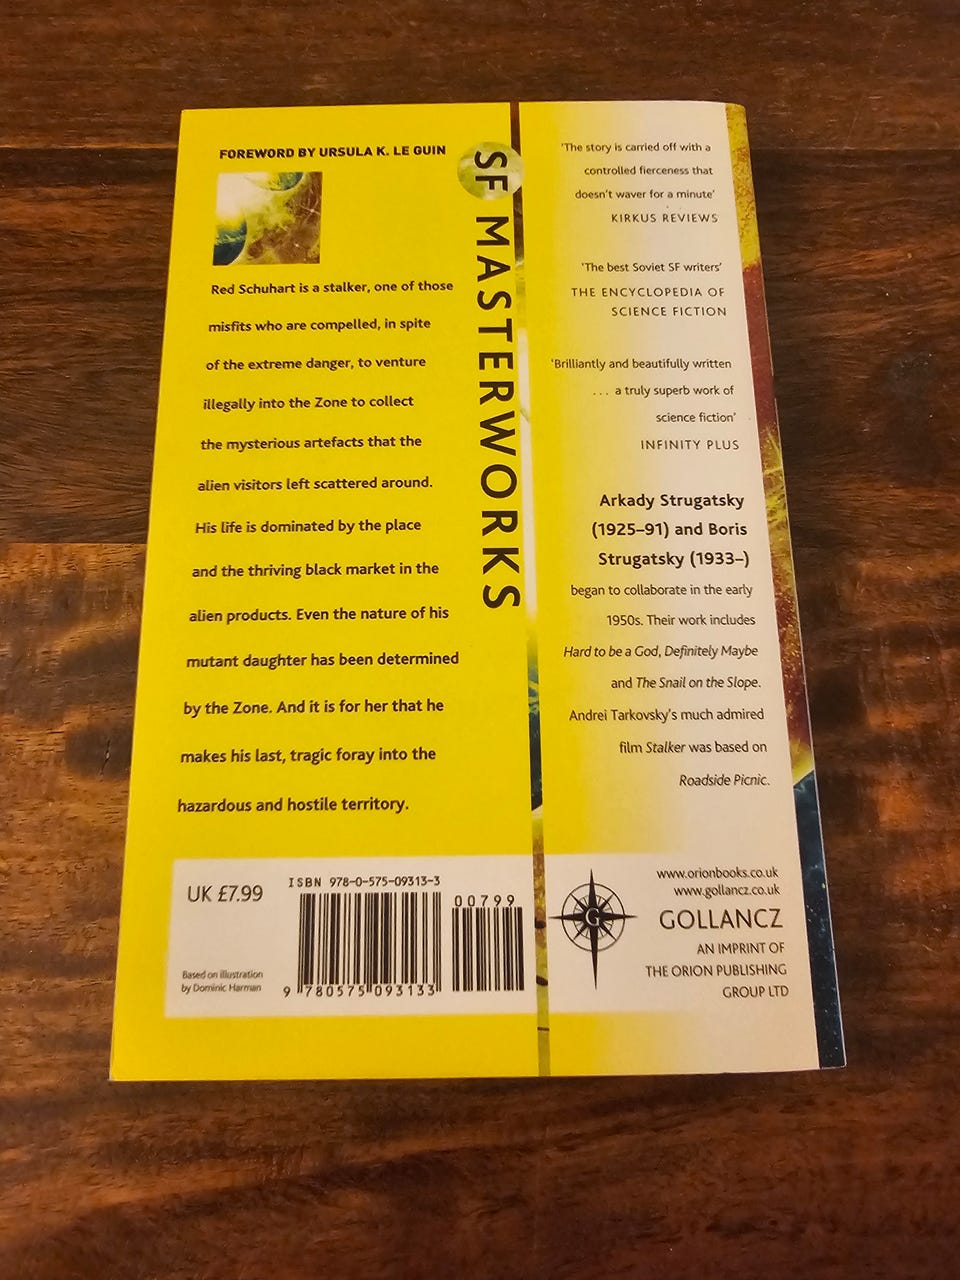 FOREWORD BY URSULA K. LE GUIN
Red Schuhart is a stalker, one of those
misfits who are compelled, in spite
of the extreme danger, to venture
illegally into the Zone to collect
the mysterious artefacts that the
alien visitors left scattered around.
His life is dominated by the place
and the thriving black market in the
alien products. Even the nature of his
mutant daughter has been determined
by the Zone. And it is for her that he
makes his last, tragic foray into the
hazardous and hostile territory.
UK £7.99
ISBN 978-0-575-09313-3
00799
Based on illustration
by Dominic Harman
9 780575 093133
SF MASTERWORKS
'The story is carried off with a
controlled fierceness that
doesn't waver for a minute'
KIRKUS REVIEWS
'The best Soviet SF writers'
THE ENCYCLOPEDIA OF
SCIENCE FICTION
'Brilliantly and beautifully written
... a truly superb work of
science fiction'
INFINITY PLUS
Arkady Strugatsky
(1925–91) and Boris
Strugatsky (1933–)
began to collaborate in the early
1950s. Their work includes
Hard to be a God, Definitely Maybe
and The Snail on the Slope.
Andrei Tarkovsky's much admired
film Stalker was based on
Roadside Picnic.
www.orionbooks.co.uk
www.gollancz.co.uk
G
GOLLANCZ
AN IMPRINT OF
THE ORION PUBLISHING
GROUP LTD